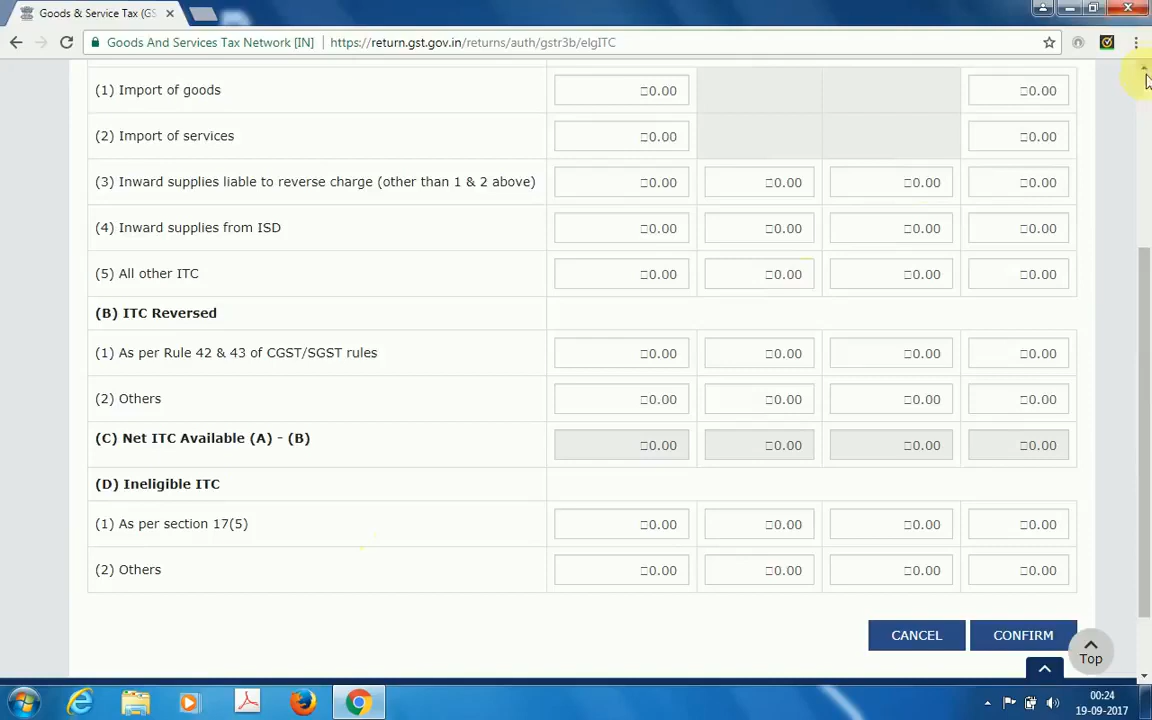 Goods & Service Tax (GS
Goods And Services Tax Network [IN] https://return.gst.gov.in/returns/auth/gstr3b/elgITC
(1) Import of goods □0.00 □0.00
(2) Import of services □0.00 □0.00
(3) Inward supplies liable to reverse charge (other than 1 & 2 above) □0.00 □0.00 □0.00 □0.00
(4) Inward supplies from ISD □0.00 □0.00 □0.00 □0.00
(5) All other ITC □0.00 □0.00 □0.00 □0.00
(B) ITC Reversed
(1) As per Rule 42 & 43 of CGST/SGST rules □0.00 □0.00 □0.00 □0.00
(2) Others □0.00 □0.00 □0.00 □0.00
(C) Net ITC Available (A) - (B) □0.00 □0.00 □0.00 □0.00
(D) Ineligible ITC
(1) As per section 17(5) □0.00 □0.00 □0.00 □0.00
(2) Others □0.00 □0.00 □0.00 □0.00
CANCEL CONFIRM
Top
00:24
19-09-2017